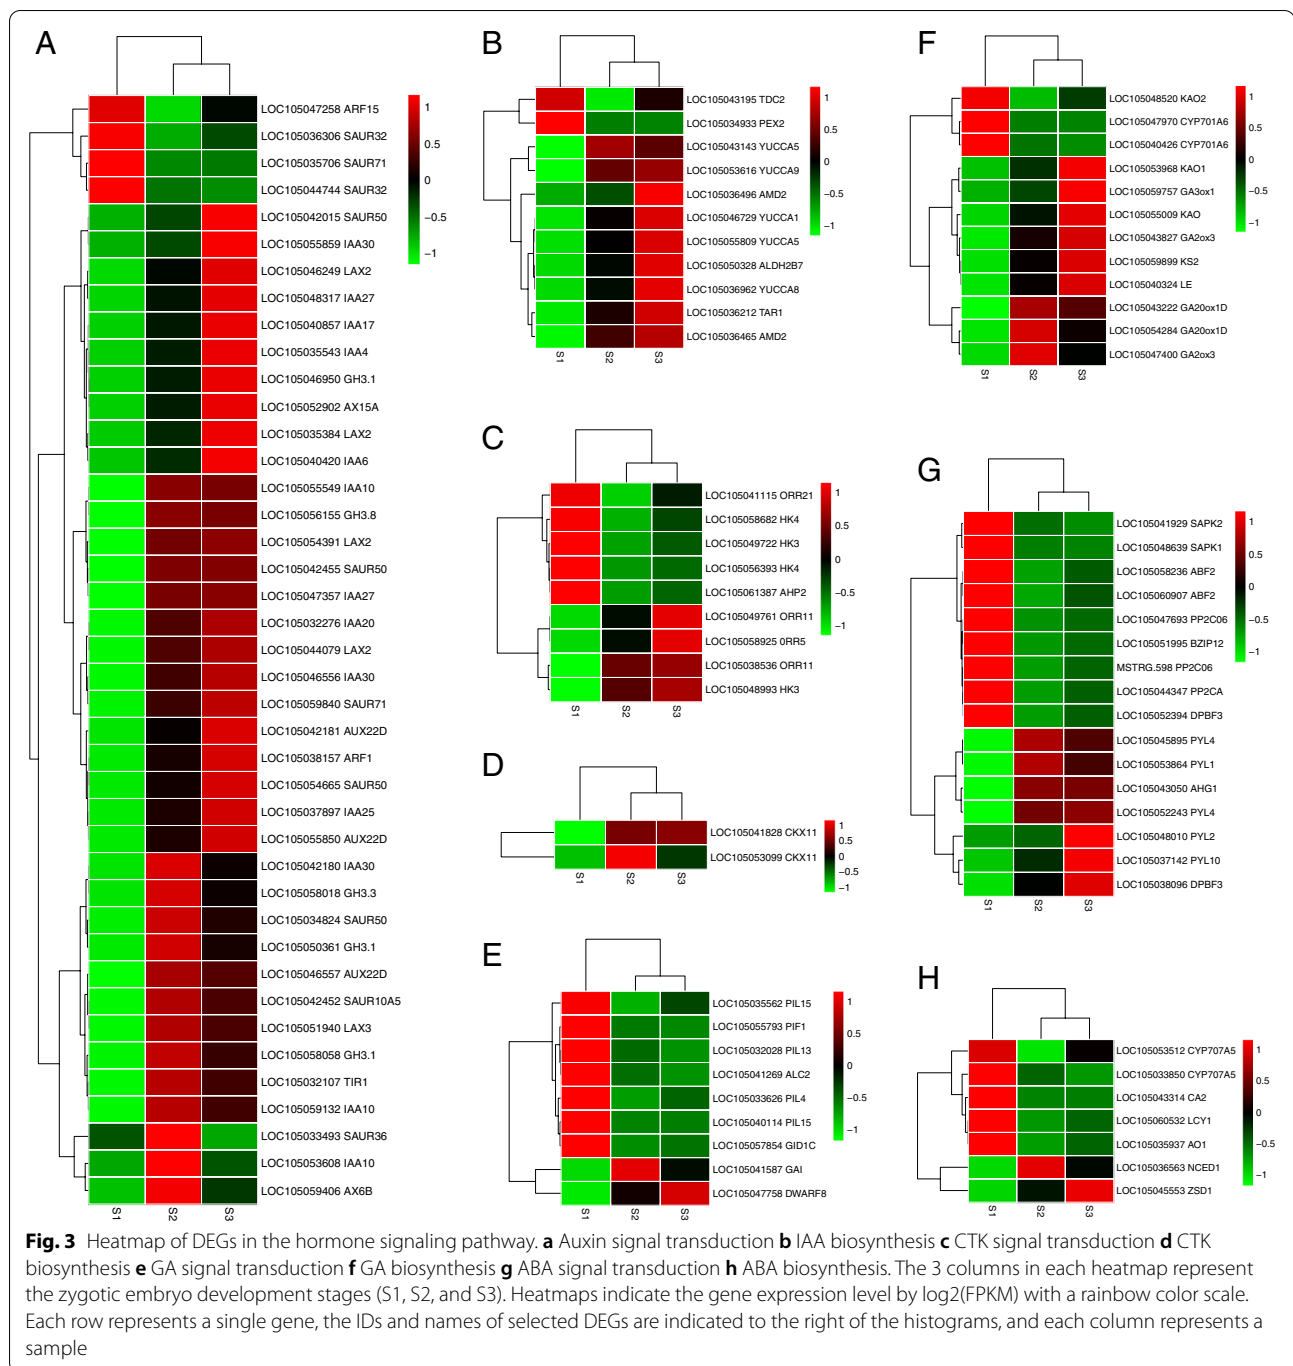 A
LOC105047258 ARF15
LOC105036306 SAUR32
LOC105035706 SAUR71
LOC105044744 SAUR32
LOC105042015 SAUR50
LOC105055859 IAA30
LOC105046249 LAX2
LOC105048317 IAA27
LOC105040857 IAA17
LOC105035543 IAA4
LOC105046950 GH3.1
LOC105052902 AX15A
LOC105035384 LAX2
LOC105040420 IAA6
LOC105055549 IAA10
LOC105056155 GH3.8
LOC105054391 LAX2
LOC105042455 SAUR50
LOC105047357 IAA27
LOC105032276 IAA20
LOC105044079 LAX2
LOC105046556 IAA30
LOC105059840 SAUR71
LOC105042181 AUX22D
LOC105038157 ARF1
LOC105054665 SAUR50
LOC105037897 IAA25
LOC105055850 AUX22D
LOC105042180 IAA30
LOC105058018 GH3.3
LOC105034824 SAUR50
LOC105050361 GH3.1
LOC105046557 AUX22D
LOC105042452 SAUR10A5
LOC105051940 LAX3
LOC105058058 GH3.1
LOC105032107 TIR1
LOC105059132 IAA10
LOC105033493 SAUR36
LOC105053608 IAA10
LOC105059406 AX6B
S1 S2 S3
1
0.5
0
−0.5
−1
B
LOC105043195 TDC2
LOC105034933 PEX2
LOC105043143 YUCCA5
LOC105053616 YUCCA9
LOC105036496 AMD2
LOC105046729 YUCCA1
LOC105055809 YUCCA5
LOC105050328 ALDH2B7
LOC105036962 YUCCA8
LOC105036212 TAR1
LOC105036465 AMD2
S1 S2 S3
1
0.5
0
−0.5
−1
C
LOC105041115 ORR21
LOC105058682 HK4
LOC105049722 HK3
LOC105056393 HK4
LOC105061387 AHP2
LOC105049761 ORR11
LOC105058925 0RR5
LOC105038536 ORR11
LOC105048993 HK3
S1 S2 S3
1
0.5
0
−0.5
−1
D
LOC105041828 CKX11
LOC105053099 CKX11
S1 S2 S3
1
0.5
0
−0.5
−1
E
LOC105035562 PIL15
LOC105055793 PIF1
LOC105032028 PIL13
LOC105041269 ALC2
LOC105033626 PIL4
LOC105040114 PIL15
LOC105057854 GID1C
LOC105041587 GAI
LOC105047758 DWARF8
S1 S2 S3
1
0.5
0
−0.5
−1
F
LOC105048520 KAO2
LOC105047970 CYP701A6
LOC105040426 CYP701A6
LOC105053968 KAO1
LOC105059757 GA3ox1
LOC105055009 KAO
LOC105043827 GA2ox3
LOC105059899 KS2
LOC105040324 LE
LOC105043222 GA20ox1D
LOC105054284 GA20ox1D
LOC105047400 GA2ox3
S1 S2 S3
1
0.5
0
−0.5
−1
G
LOC105041929 SAPK2
LOC105048639 SAPK1
LOC105058236 ABF2
LOC105060907 ABF2
LOC105047693 PP2C06
LOC105051995 BZIP12
MSTRG.598 PP2C06
LOC105044347 PP2CA
LOC105052394 DPBF3
LOC105045895 PYL4
LOC105053864 PYL1
LOC105043050 AHG1
LOC105052243 PYL4
LOC105048010 PYL2
LOC105037142 PYL10
LOC105038096 DPBF3
S1 S2 S3
1
0.5
0
−0.5
−1
H
LOC105053512 CYP707A5
LOC105033850 CYP707A5
LOC105043314 CA2
LOC105060532 LCY1
LOC105035937 AO1
LOC105036563 NCED1
LOC105045553 ZSD1
S1 S2 S3
1
0.5
0
−0.5
−1
Fig. 3 Heatmap of DEGs in the hormone signaling pathway. a Auxin signal transduction b IAA biosynthesis c CTK signal transduction d CTK
biosynthesis e GA signal transduction f GA biosynthesis g ABA signal transduction h ABA biosynthesis. The 3 columns in each heatmap represent
the zygotic embryo development stages (S1, S2, and S3). Heatmaps indicate the gene expression level by log2(FPKM) with a rainbow color scale.
Each row represents a single gene, the IDs and names of selected DEGs are indicated to the right of the histograms, and each column represents a
sample